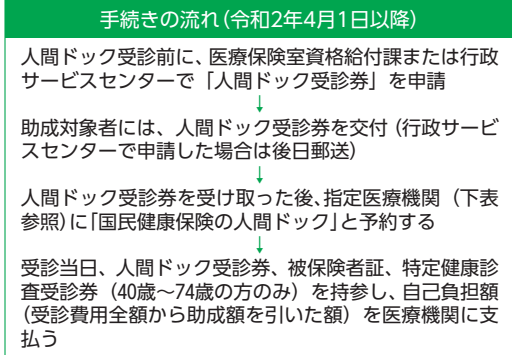 手続きの流れ(令和2年4月1日以降)
人間ドック受診前に、医療保険室資格給付課または行政
サービスセンターで「人間ドック受診券」を申請
↓
助成対象者には、人間ドック受診券を交付(行政サービ
スセンターで申請した場合は後日郵送)
↓
人間ドック受診券を受け取った後、指定医療機関(下表
参照)に「国民健康保険の人間ドック」と予約する
↓
受診当日、人間ドック受診券、被保険者証、特定健康診
査受診券(40歳〜74歳の方のみ)を持参し、自己負担額
(受診費用全額から助成額を引いた額)を医療機関に支
払う